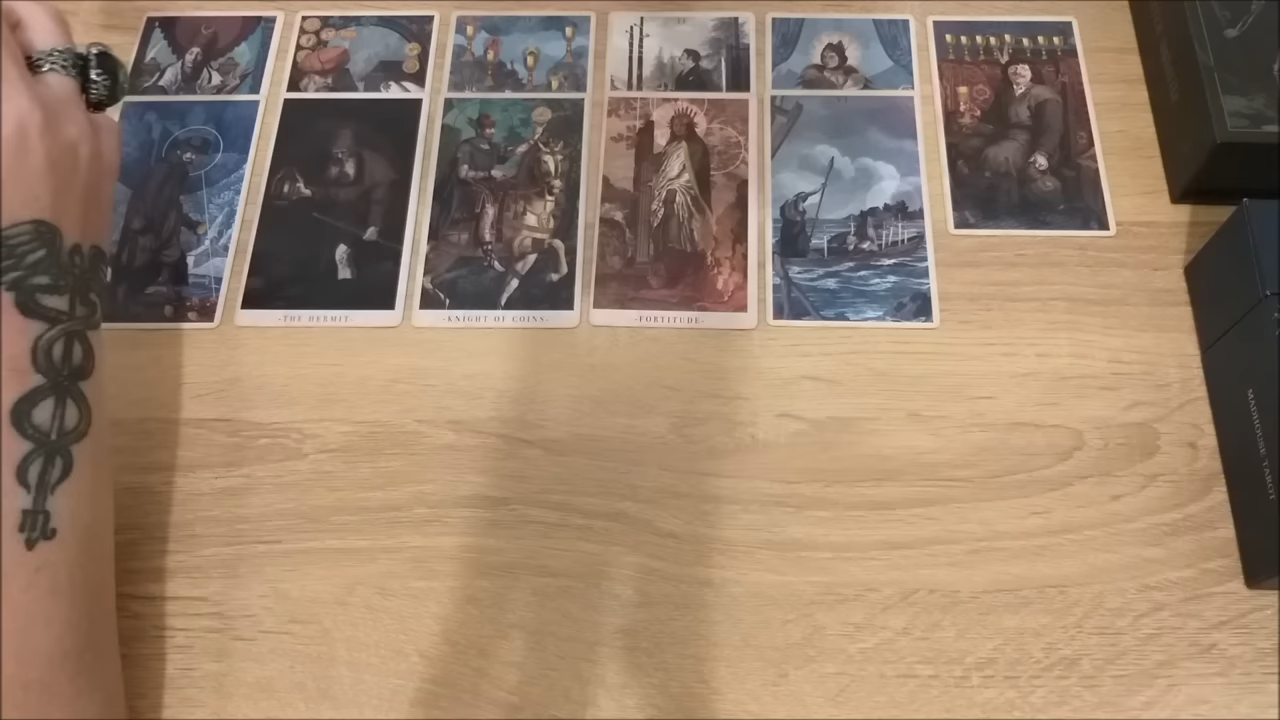 -THE HERMIT-
-KNIGHT OF COINS-
-FORTITUDE-
MADHOUSE TAROT